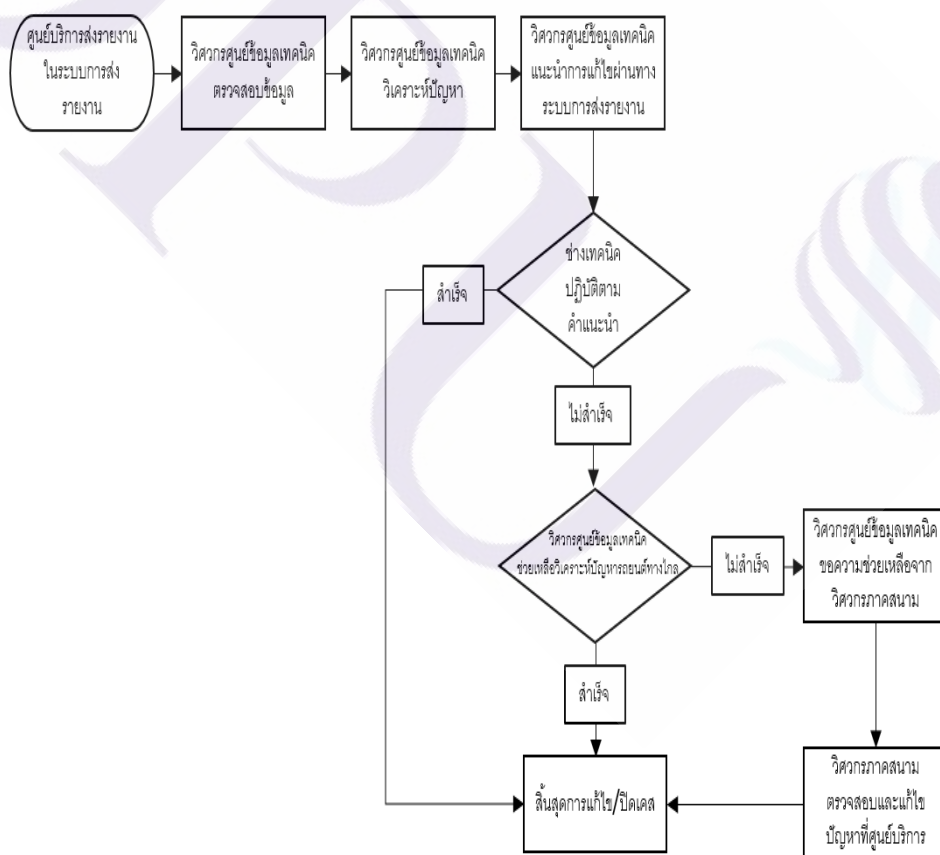 ศูนย์บริการส่งรายงาน
ในระบบการส่ง
รายงาน
วิศวกรศูนย์ข้อมูลเทคนิค
ตรวจสอบข้อมูล
วิศวกรศูนย์ข้อมูลเทคนิค
วิเคราะห์ปัญหา
วิศวกรศูนย์ข้อมูลเทคนิค
แนะนำการแก้ไขผ่านทาง
ระบบการส่งรายงาน
ช่างเทคนิค
ปฏิบัติตาม
คำแนะนำ
สำเร็จ
ไม่สำเร็จ
วิศวกรศูนย์ข้อมูลเทคนิค
ช่วยเหลือวิเคราะห์ปัญหารถยนต์ทางไกล
ไม่สำเร็จ
วิศวกรศูนย์ข้อมูลเทคนิค
ขอความช่วยเหลือจาก
วิศวกรภาคสนาม
สำเร็จ
สิ้นสุดการแก้ไข/ปิดเคส
วิศวกรภาคสนาม
ตรวจสอบและแก้ไข
ปัญหาที่ศูนย์บริการ